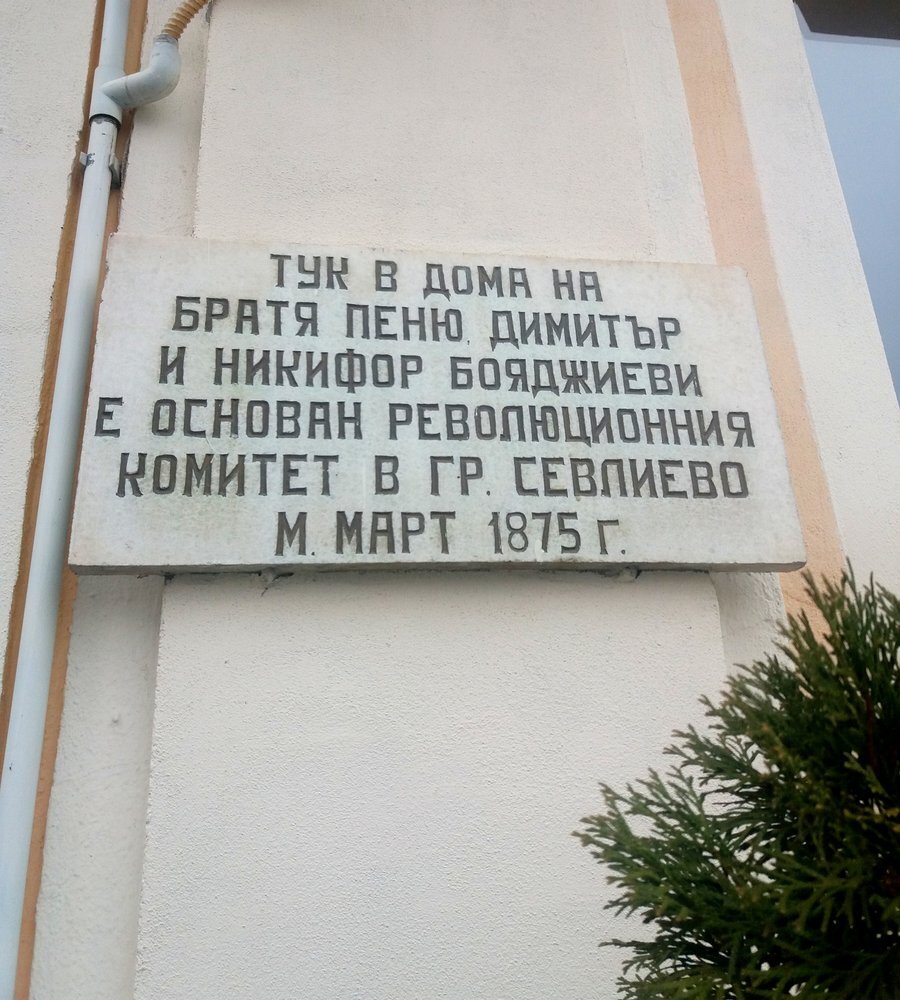 ТУК В ДОМА НА
БРАТЯ ПЕНЮ, ДИМИТЪР
И НИКИФОР БОЯДЖИЕВИ
Е ОСНОВАН РЕВОЛЮЦИОННИЯ
КОМИТЕТ В ГР. СЕВЛИЕВО
М. МАРТ 1875 Г.